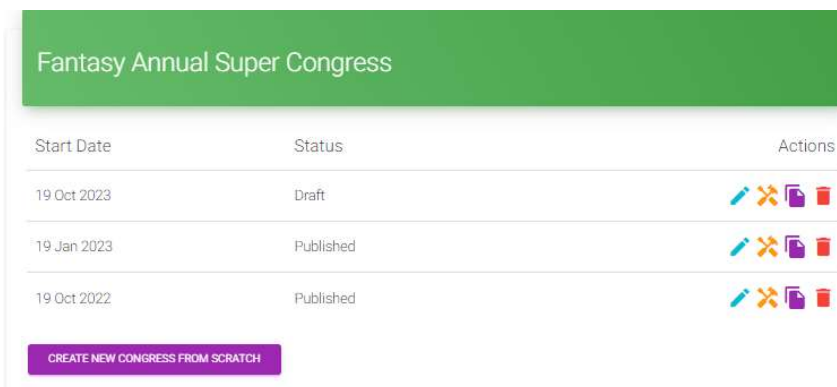 Fantasy Annual Super Congress
Start Date Status Actions
19 Oct 2023 Draft
19 Jan 2023 Published
19 Oct 2022 Published
CREATE NEW CONGRESS FROM SCRATCH